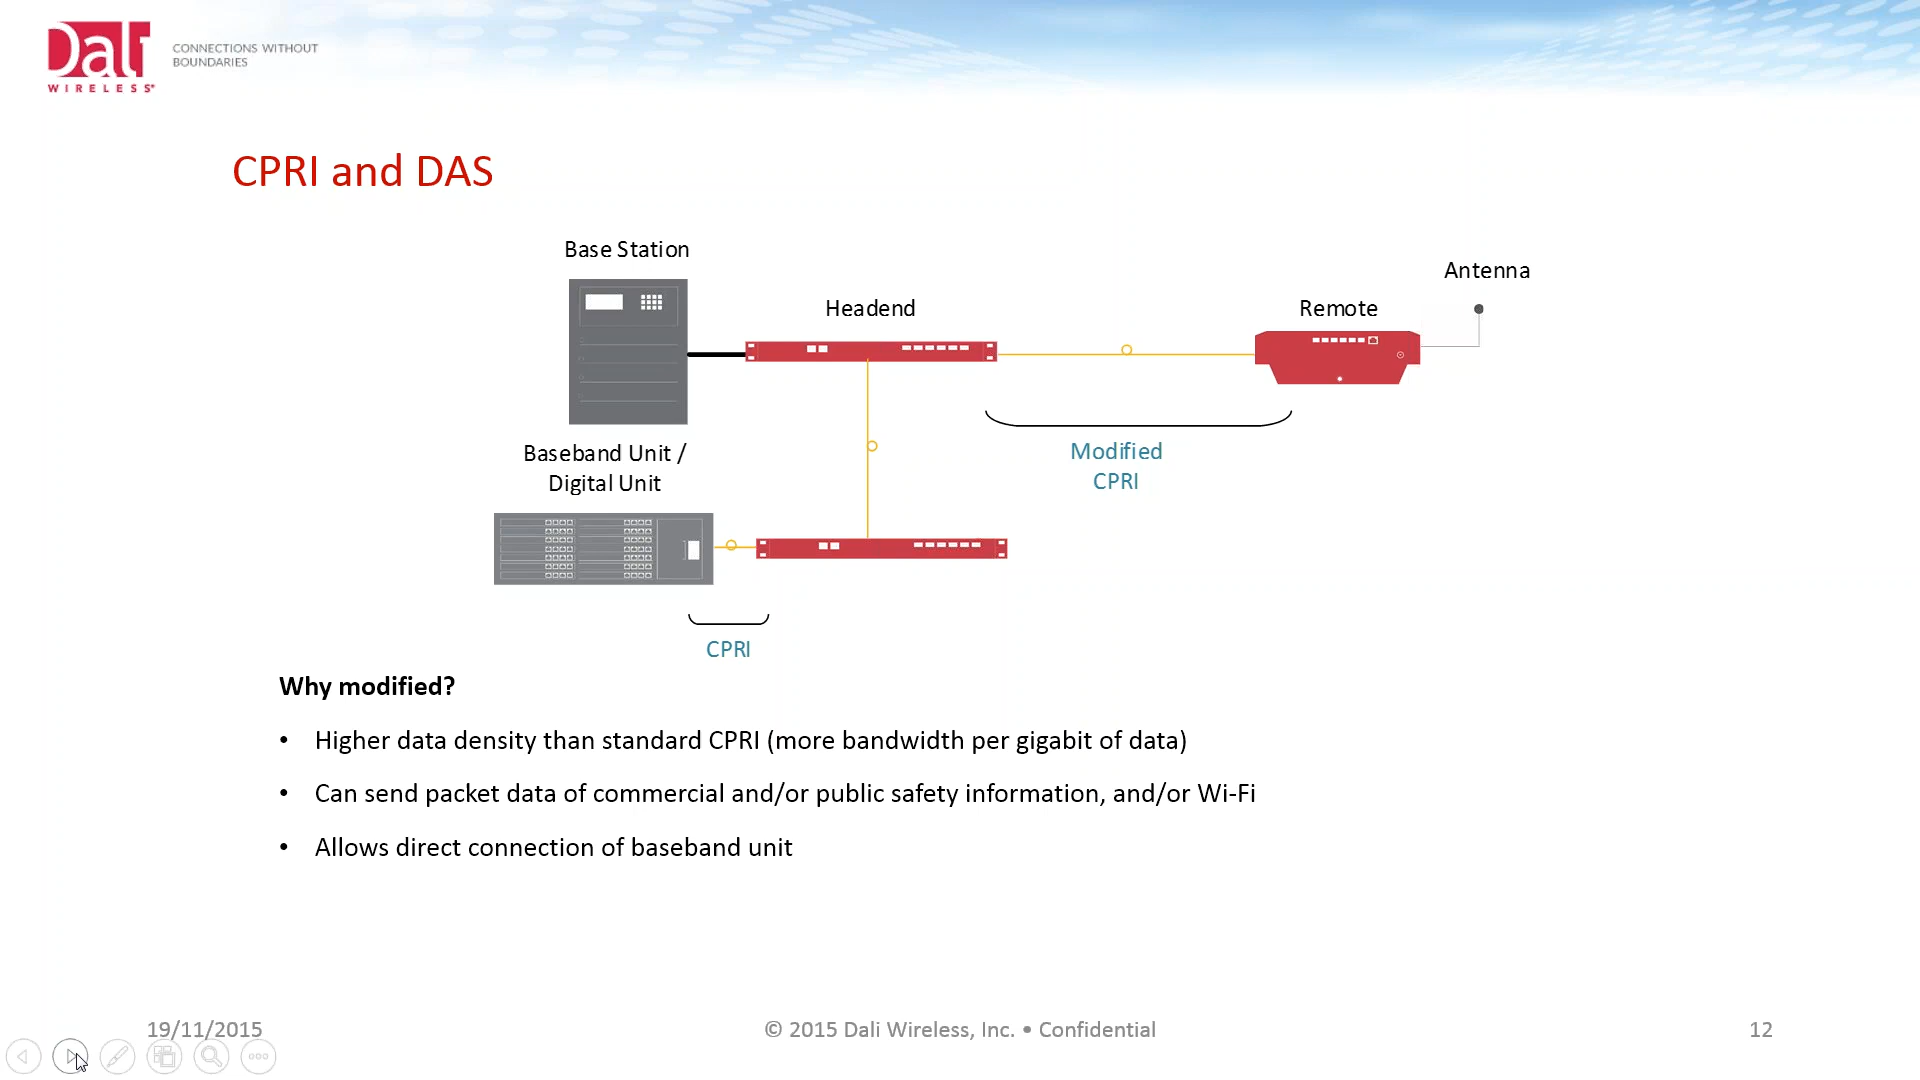 Dali
WIRELESS
CONNECTIONS WITHOUT
BOUNDARIES
CPRI and DAS
Base Station
Antenna
Headend
Remote
Baseband Unit /
Digital Unit
Modified
CPRI
CPRI
Why modified?
• Higher data density than standard CPRI (more bandwidth per gigabit of data)
• Can send packet data of commercial and/or public safety information, and/or Wi-Fi
• Allows direct connection of baseband unit
19/11/2015
© 2015 Dali Wireless, Inc. • Confidential
12